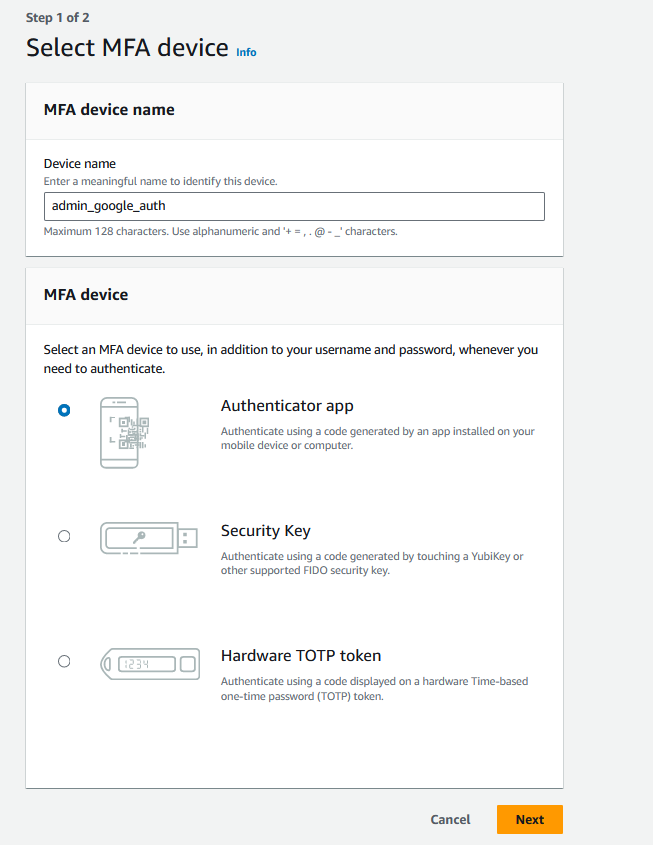 Step 1 of 2
Select MFA device Info
MFA device name
Device name
Enter a meaningful name to identify this device.
admin_google_auth
Maximum 128 characters. Use alphanumeric and '+ = , . @ - _' characters.
MFA device
Select an MFA device to use, in addition to your username and password, whenever you
need to authenticate.
Authenticator app
Authenticate using a code generated by an app installed on your
mobile device or computer.
Security Key
Authenticate using a code generated by touching a YubiKey or
other supported FIDO security key.
1234
Hardware TOTP token
Authenticate using a code displayed on a hardware Time-based
one-time password (TOTP) token.
Cancel
Next